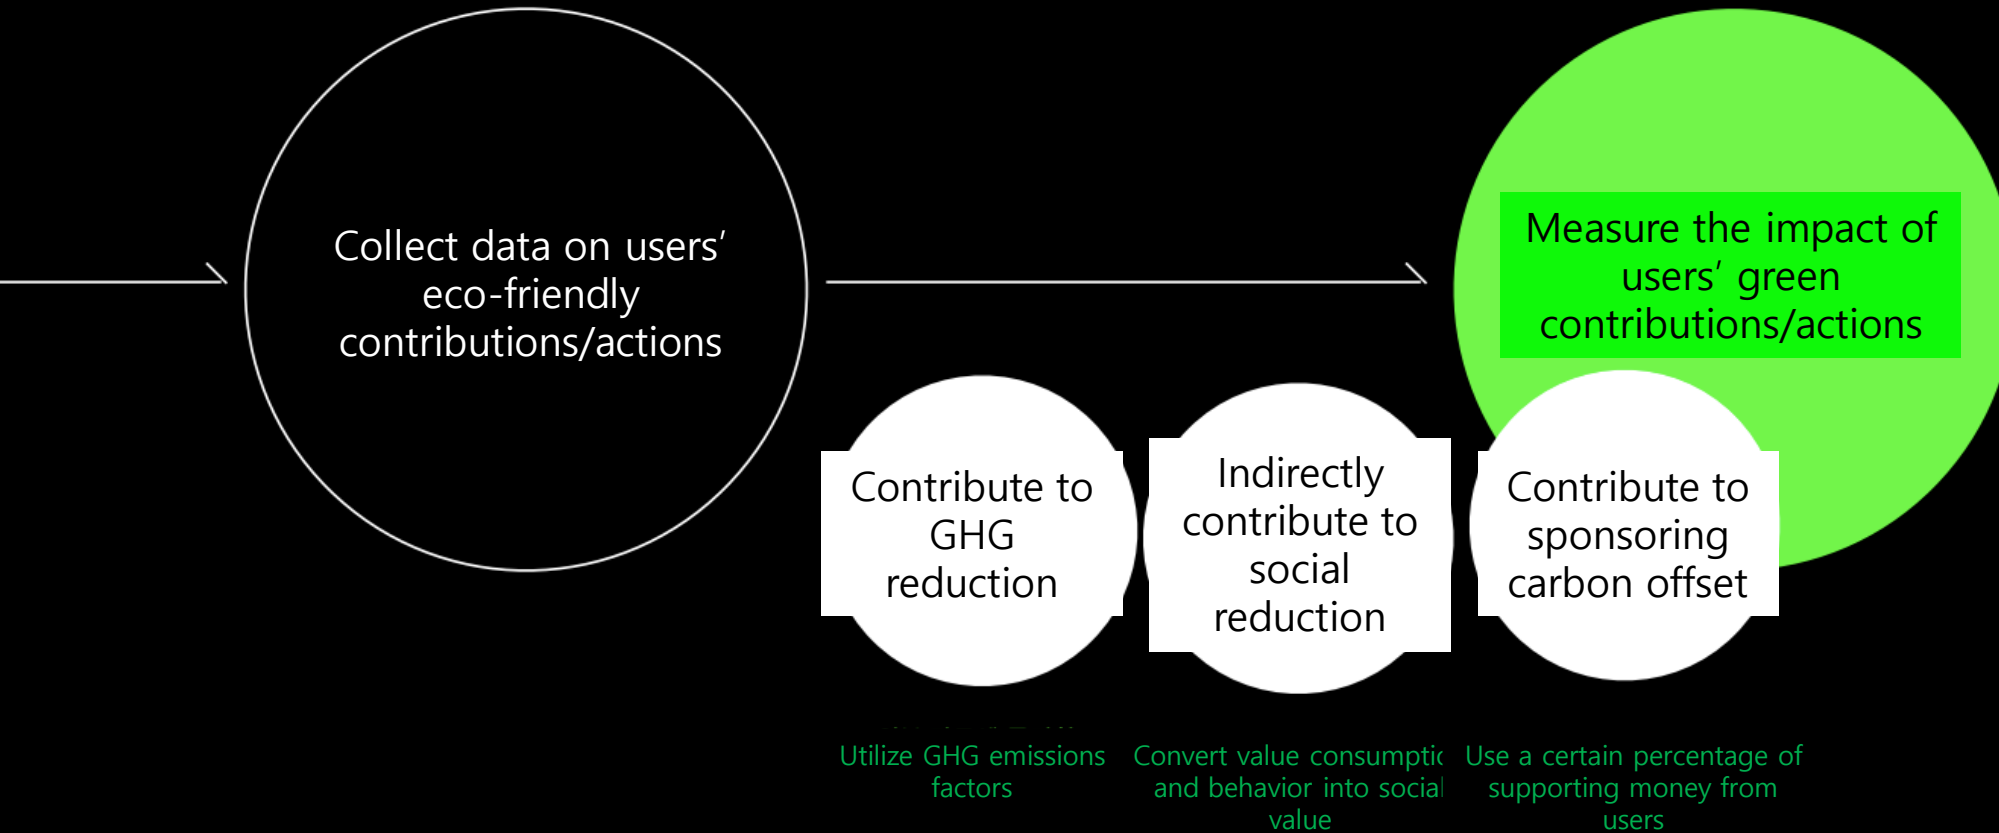 Collect data on users’
eco-friendly
contributions/actions
Measure the impact of
users’ green
contributions/actions
Contribute to
GHG
reduction
Indirectly
contribute to
social
reduction
Contribute to
sponsoring
carbon offset
Utilize GHG emissions
factors
Convert value
and behavior into social
value
Use a certain percentage of
supporting money from
users